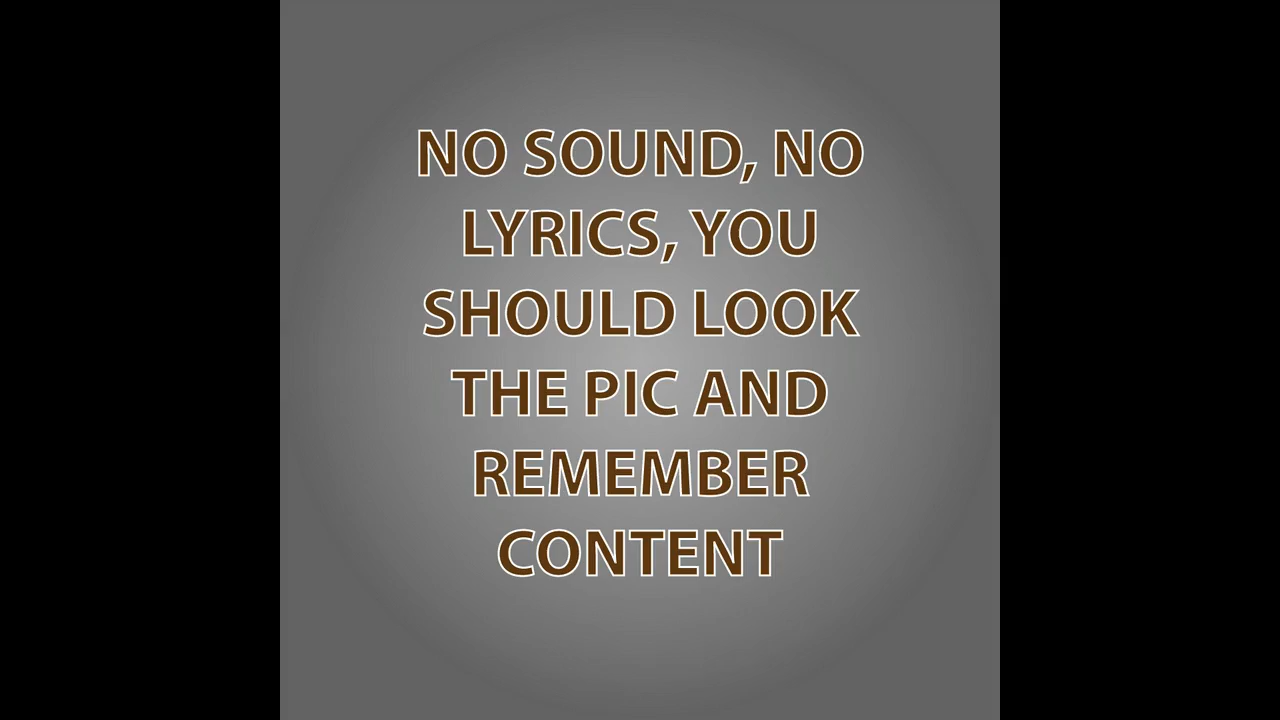 NO SOUND, NO
LYRICS, YOU
SHOULD LOOK
THE PIC AND
REMEMBER
CONTENT